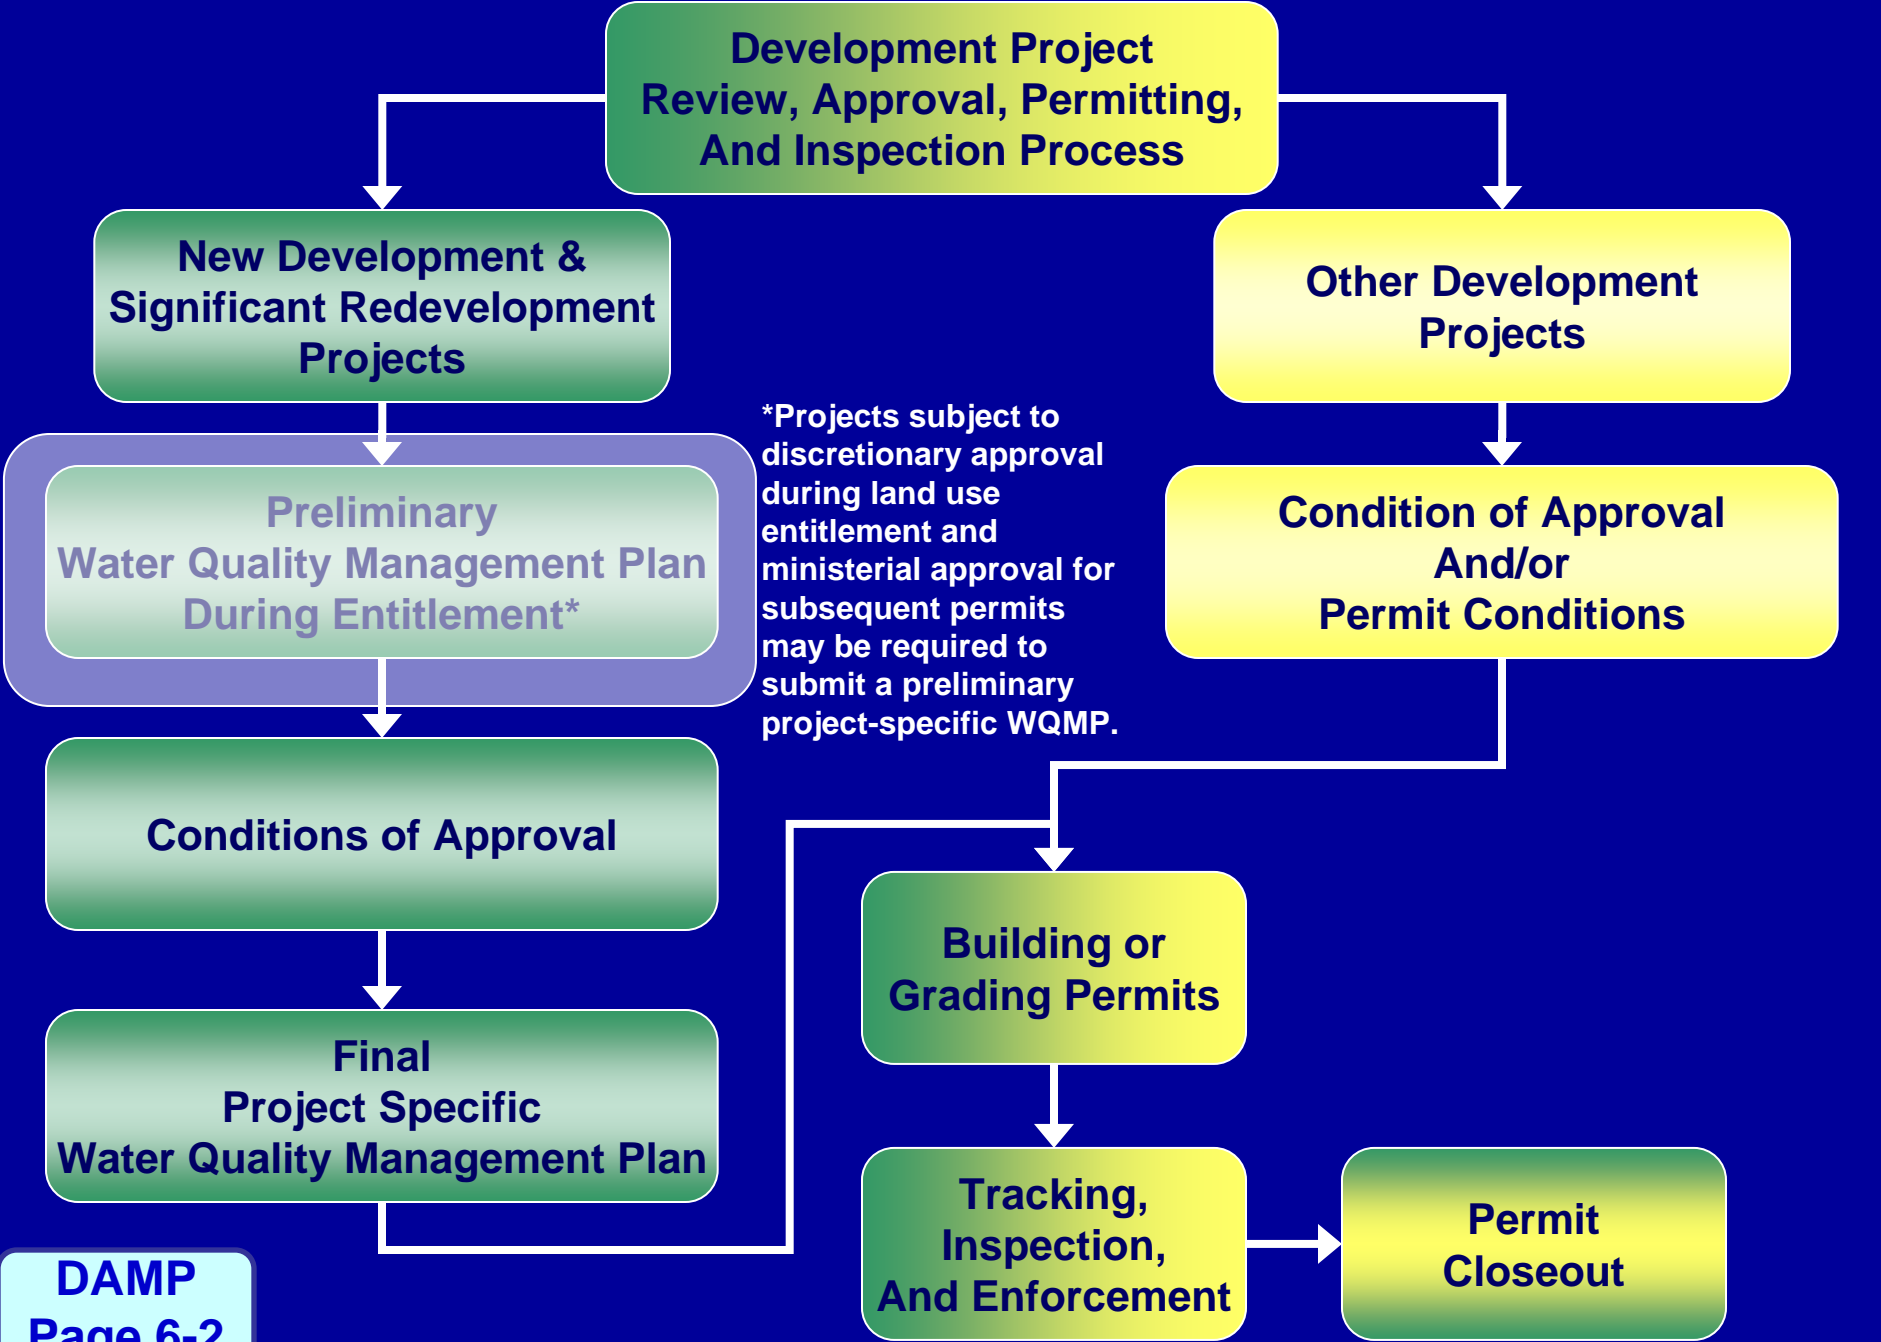 Development Project
Review, Approval, Permitting,
And Inspection Process
New Development &
Significant Redevelopment
Projects
Other Development
Projects
Preliminary
Water Quality Management Plan
During Entitlement*
*Projects subject to
discretionary approval
during land use
entitlement and
ministerial approval for
subsequent permits
may be required to
submit a preliminary
project-specific WQMP.
Condition of Approval
And/or
Permit Conditions
Conditions of Approval
Final
Project Specific
Water Quality Management Plan
Building or
Grading Permits
Tracking,
Inspection,
And Enforcement
Permit
Closeout
DAMP
Page 6-2